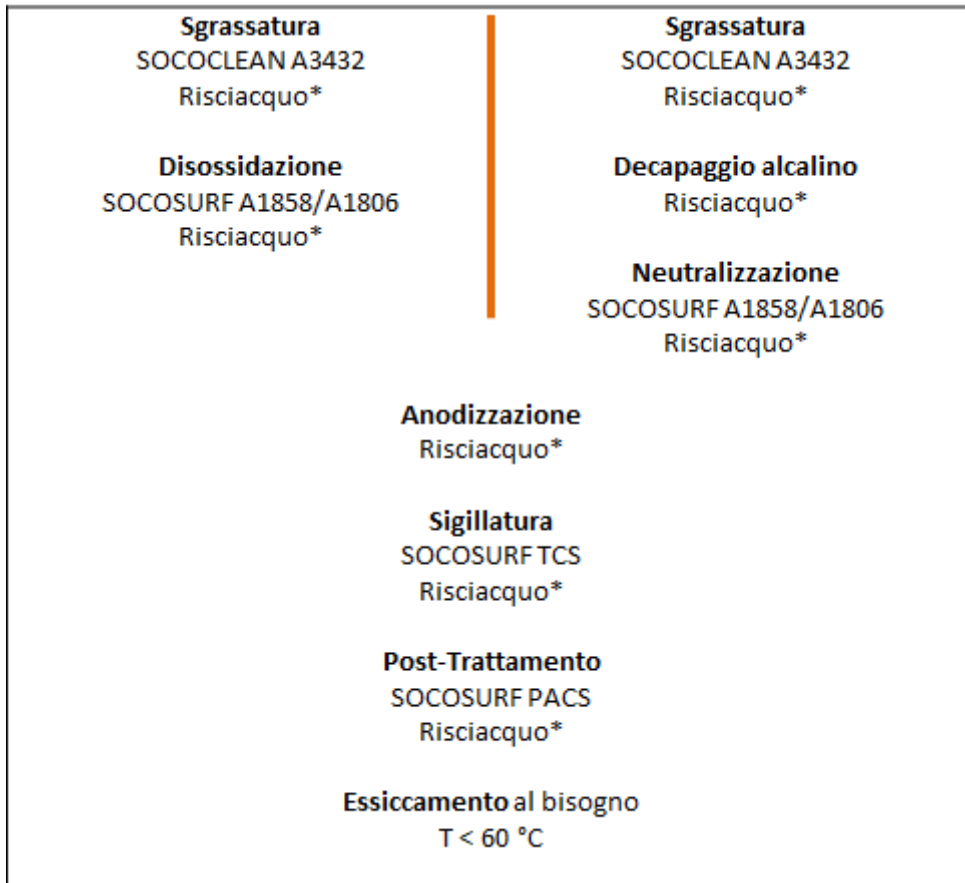 Sgrassatura
SOCOCLEAN A3432
Risciacquo*
Disossidazione
SOCOSURF A1858/A1806
Risciacquo*
Sgrassatura
SOCOCLEAN A3432
Risciacquo*
Decapaggio alcalino
Risciacquo*
Neutralizzazione
SOCOSURF A1858/A1806
Risciacquo*
Anodizzazione
Risciacquo*
Sigillatura
SOCOSURF TCS
Risciacquo*
Post-Trattamento
SOCOSURF PACS
Risciacquo*
Essiccamento al bisogno
T < 60 °C